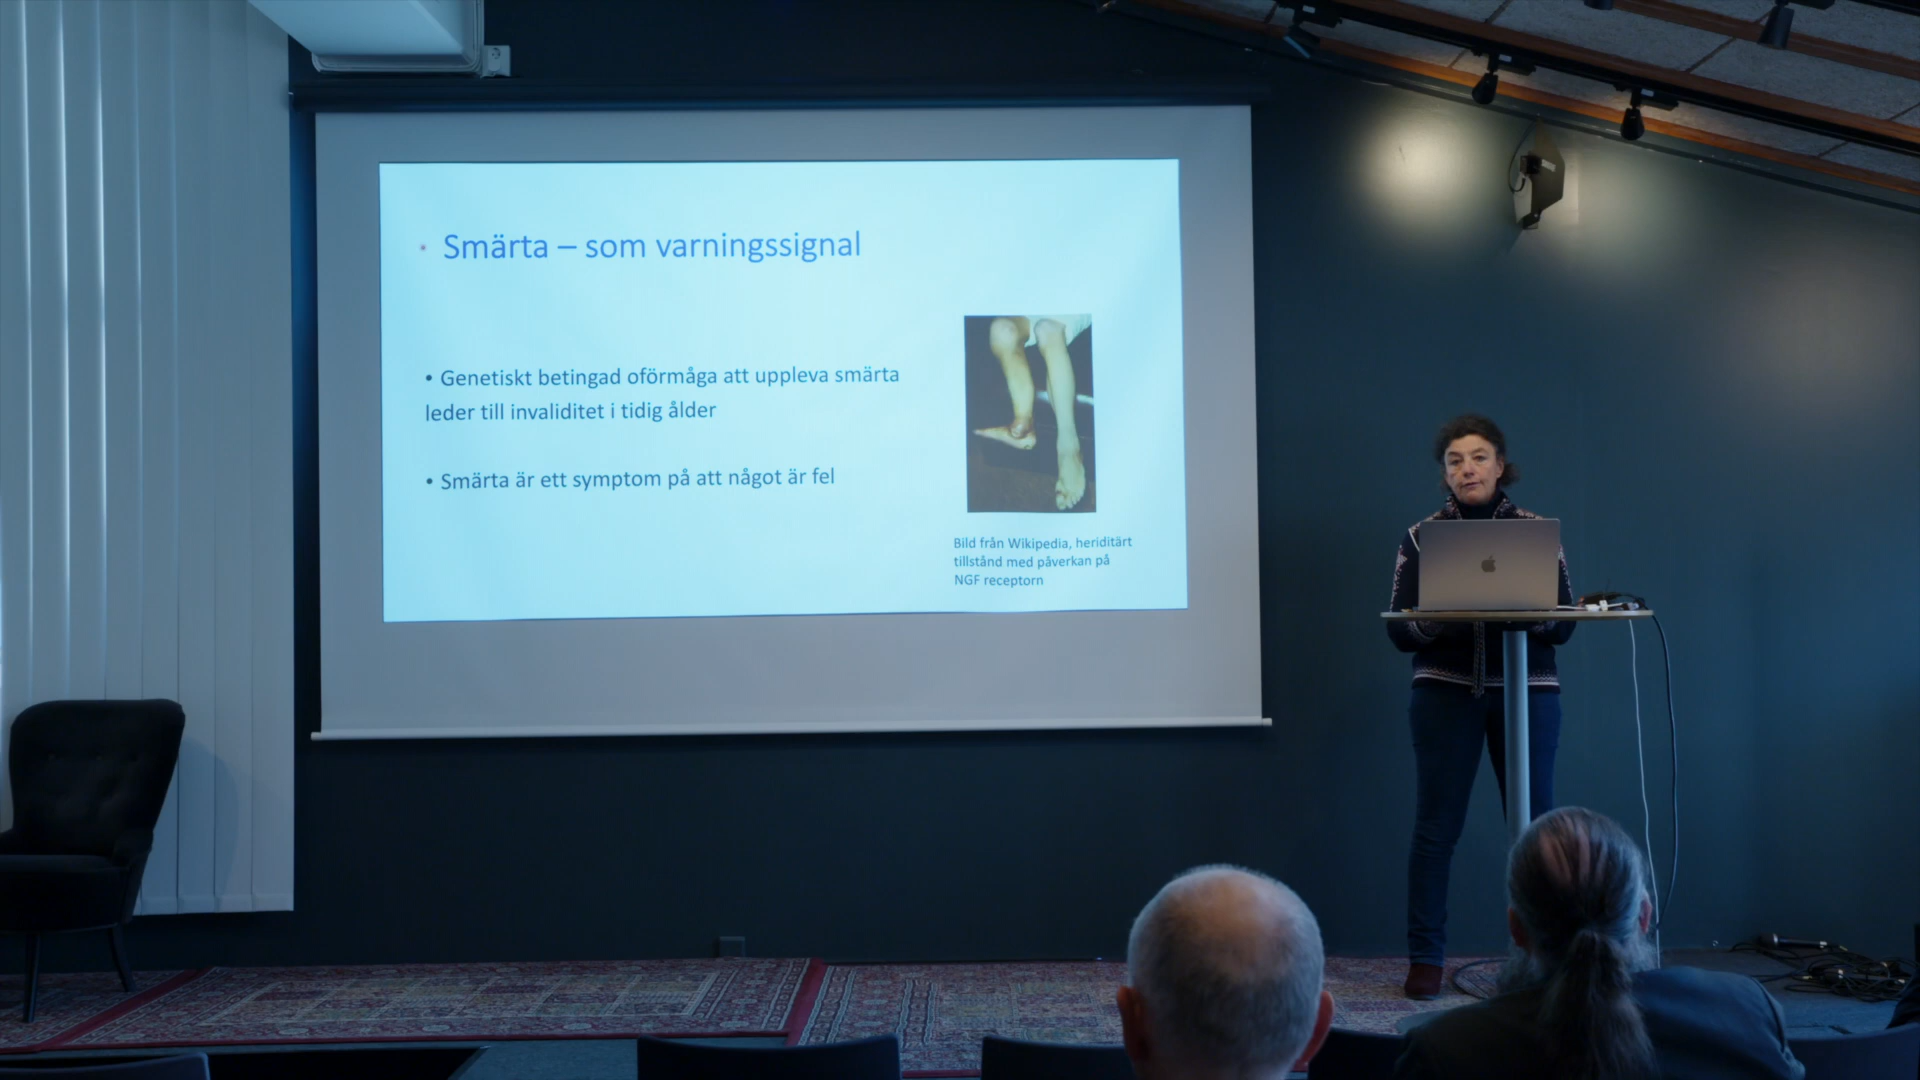 • Smärta – som varningssignal
• Genetiskt betingad oförmåga att uppleva smärta
leder till invaliditet i tidig ålder
• Smärta är ett symptom på att något är fel
Bild från Wikipedia, heriditärt
tillstånd med påverkan på
NGF receptorn